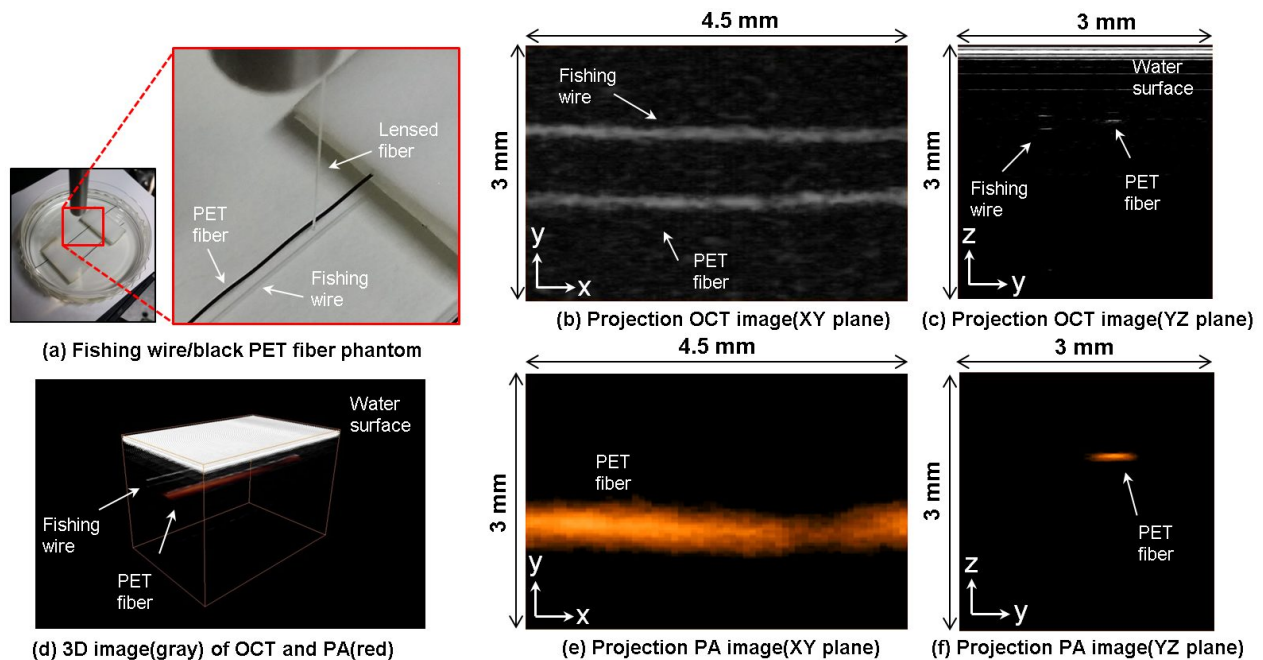 Lensed
fiber
PET
fiber
Fishing
wire
(a) Fishing wire/black PET fiber phantom
4.5 mm
3 mm
Fishing
wire
PET
fiber
y
x
(b) Projection OCT image(XY plane)
3 mm
3 mm
Water
surface
Fishing
wire
PET
fiber
z
y
(c) Projection OCT image(YZ plane)
Water
surface
Fishing
wire
PET
fiber
(d) 3D image(gray) of OCT and PA(red)
4.5 mm
3 mm
PET
fiber
y
x
(e) Projection PA image(XY plane)
3 mm
3 mm
PET
fiber
z
y
(f) Projection PA image(YZ plane)